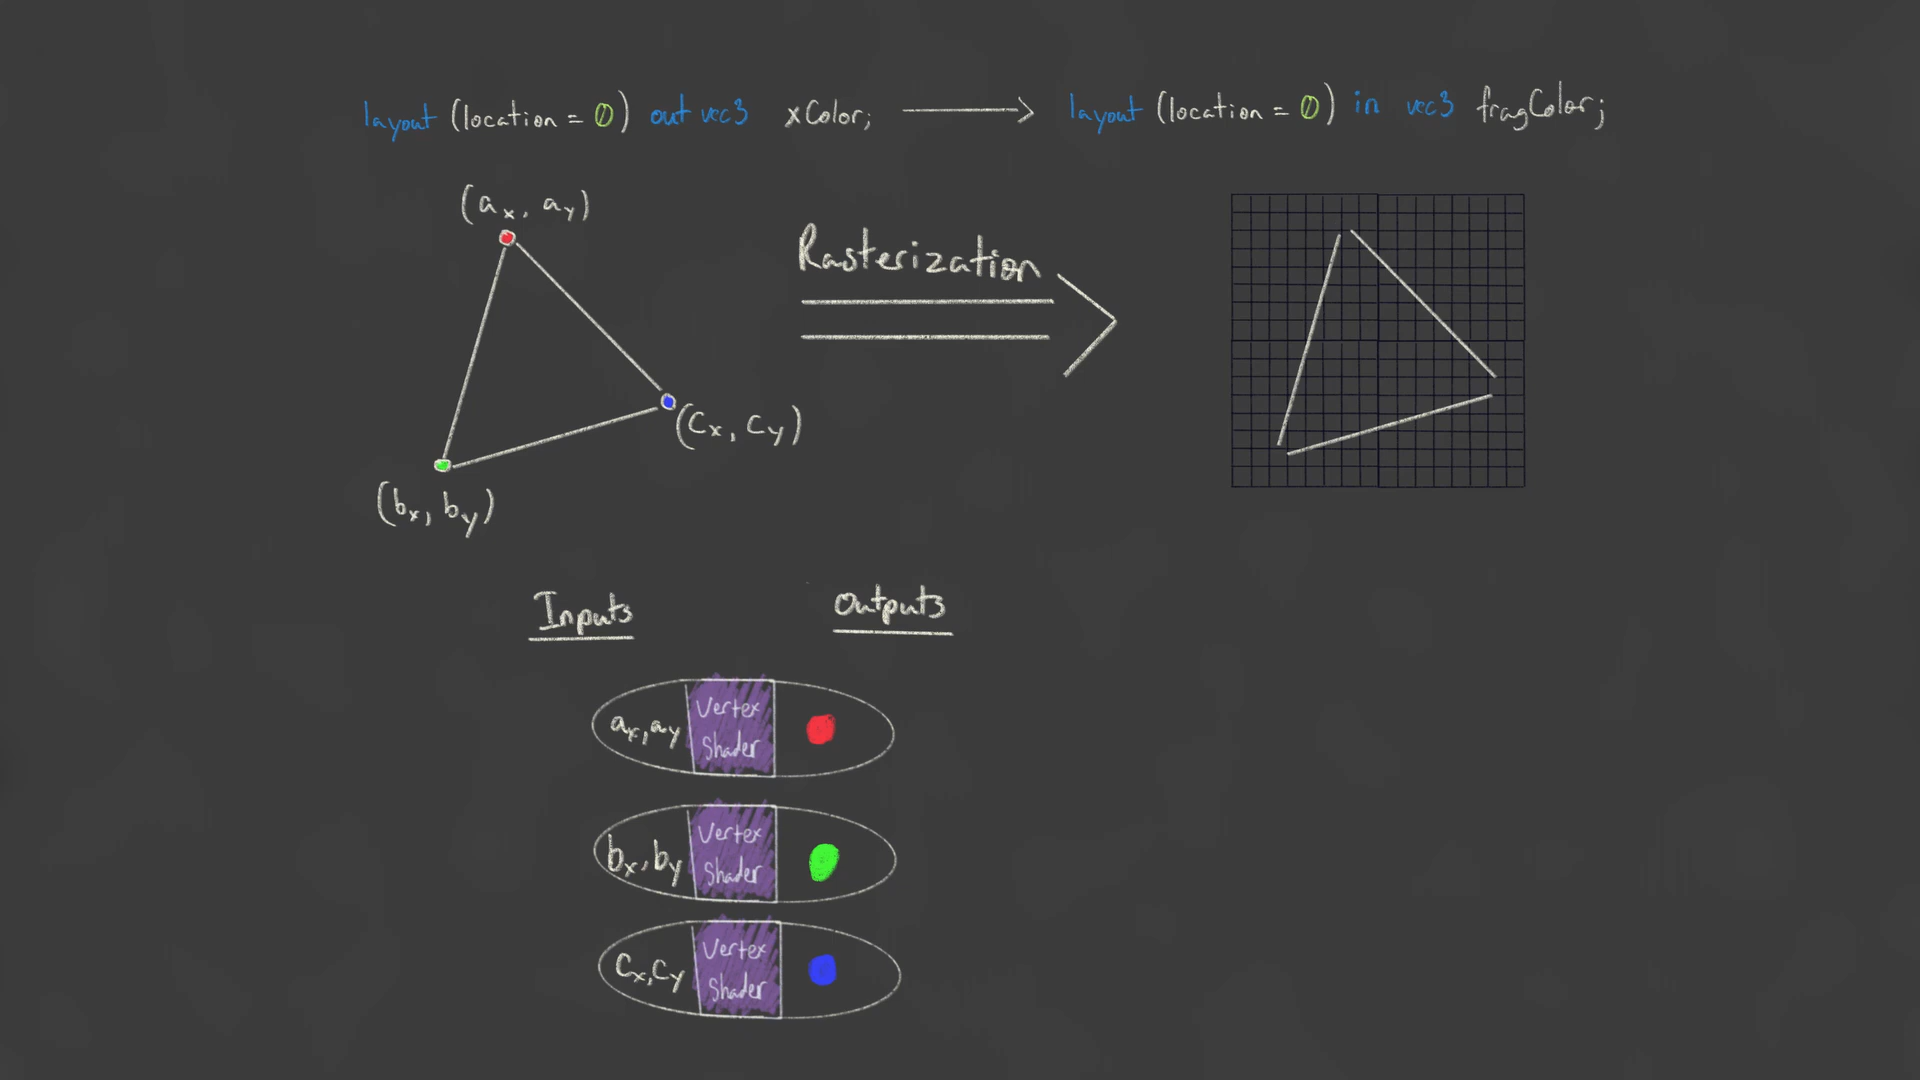 layout (location = 0) out vec3 xColor;
layout (location = 0) in vec3 fragColor;
(ax, ay)
Rasterization
(cx, cy)
(bx, by)
Inputs
Outputs
ax, ay
Vertex
Shader
bx, by
Vertex
Shader
cx, cy
Vertex
Shader